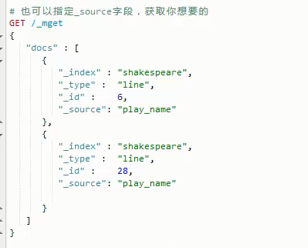 # 也可以指定_source字段，获取你想要的
GET /_mget
{
"docs" : [
{
"_index" : "shakespeare",
"_type" : "line",
"_id" : 6,
"_source": "play_name"
},
{
"_index" : "shakespeare",
"_type" : "line",
"_id" : 28,
"_source": "play_name"
}
]
}